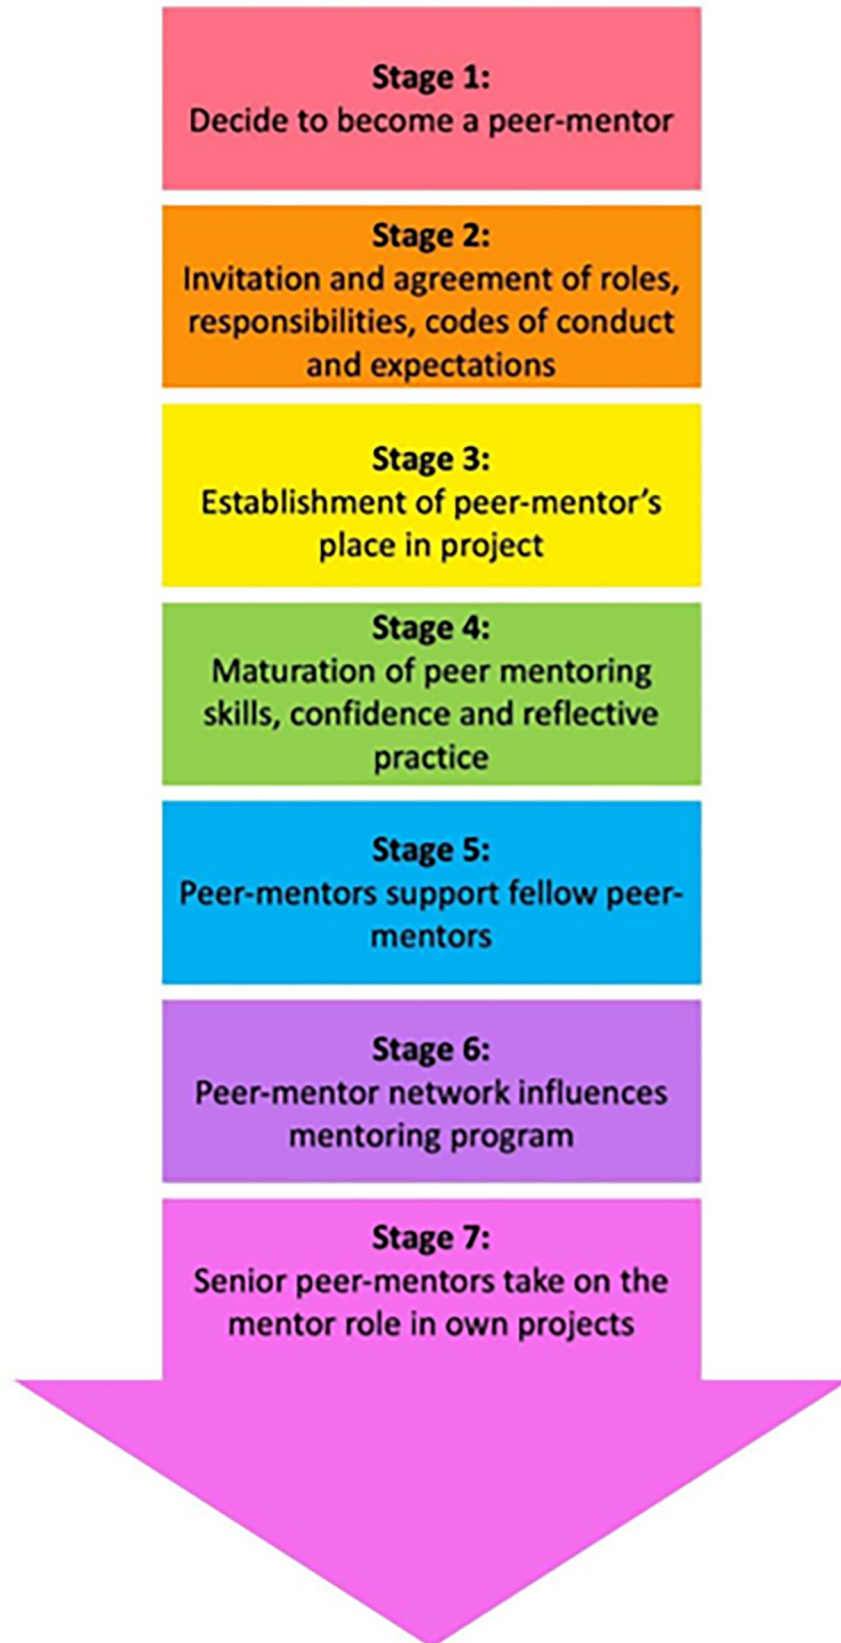 Stage 1:
Decide to become a peer-mentor
Stage 2:
Invitation and agreement of roles,
responsibilities, codes of conduct
and expectations
Stage 3:
Establishment of peer-mentor’s
place in project
Stage 4:
Maturation of peer mentoring
skills, confidence and reflective
practice
Stage 5:
Peer-mentors support fellow peer-
mentors
Stage 6:
Peer-mentor network influences
mentoring program
Stage 7:
Senior peer-mentors take on the
mentor role in own projects